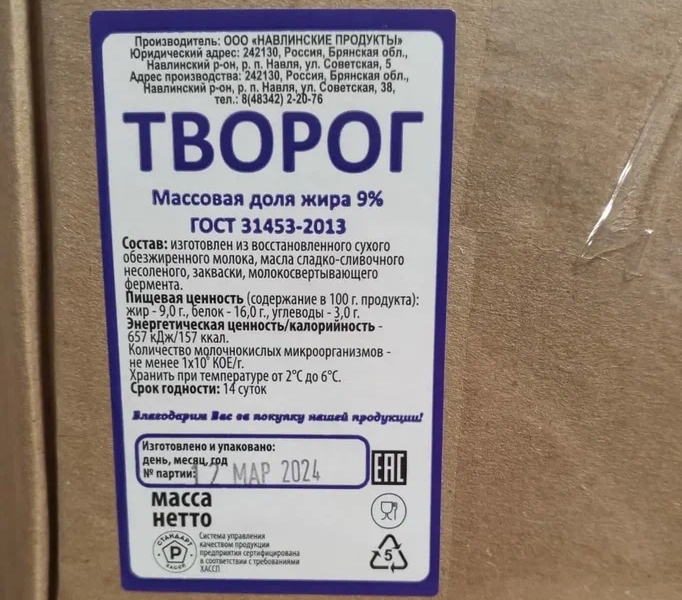 Производитель: ООО «НАВЛИНСКИЕ ПРОДУКТЫ»
Юридический адрес: 242130, Россия, Брянская обл.,
Навлинский р-он, р. п. Навля, ул. Советская, 5
Адрес производства: 242130, Россия, Брянская обл.,
Навлинский р-он, р. п. Навля, ул. Советская, 38,
тел.: 8(48342) 2-20-76
ТВОРОГ
Массовая доля жира 9%
ГОСТ 31453-2013
Состав: изготовлен из восстановленного сухого
обезжиренного молока, масла сладко-сливочного
несоленого, закваски, молокосвертывающего
фермента.
Пищевая ценность (содержание в 100 г. продукта):
жир - 9,0 г., белок - 16,0 г., углеводы - 3,0 г.
Энергетическая ценность/калорийность -
657 кДж/157 ккал.
Количество молочнокислых микроорганизмов -
не менее 1х10⁶ КОЕ/г.
Хранить при температуре от 2°С до 6°С.
Срок годности: 14 суток
Благодарим Вас за покупку нашей продукции!
Изготовлено и упаковано:
день, месяц, год
№ партии: 12 МАР 2024
EAC
масса
нетто
СТАНДАРТ
Р
ХАССП
Система управления
качеством продукции
предприятия сертифицирована
в соответствии с требованиями
ХАССП
5